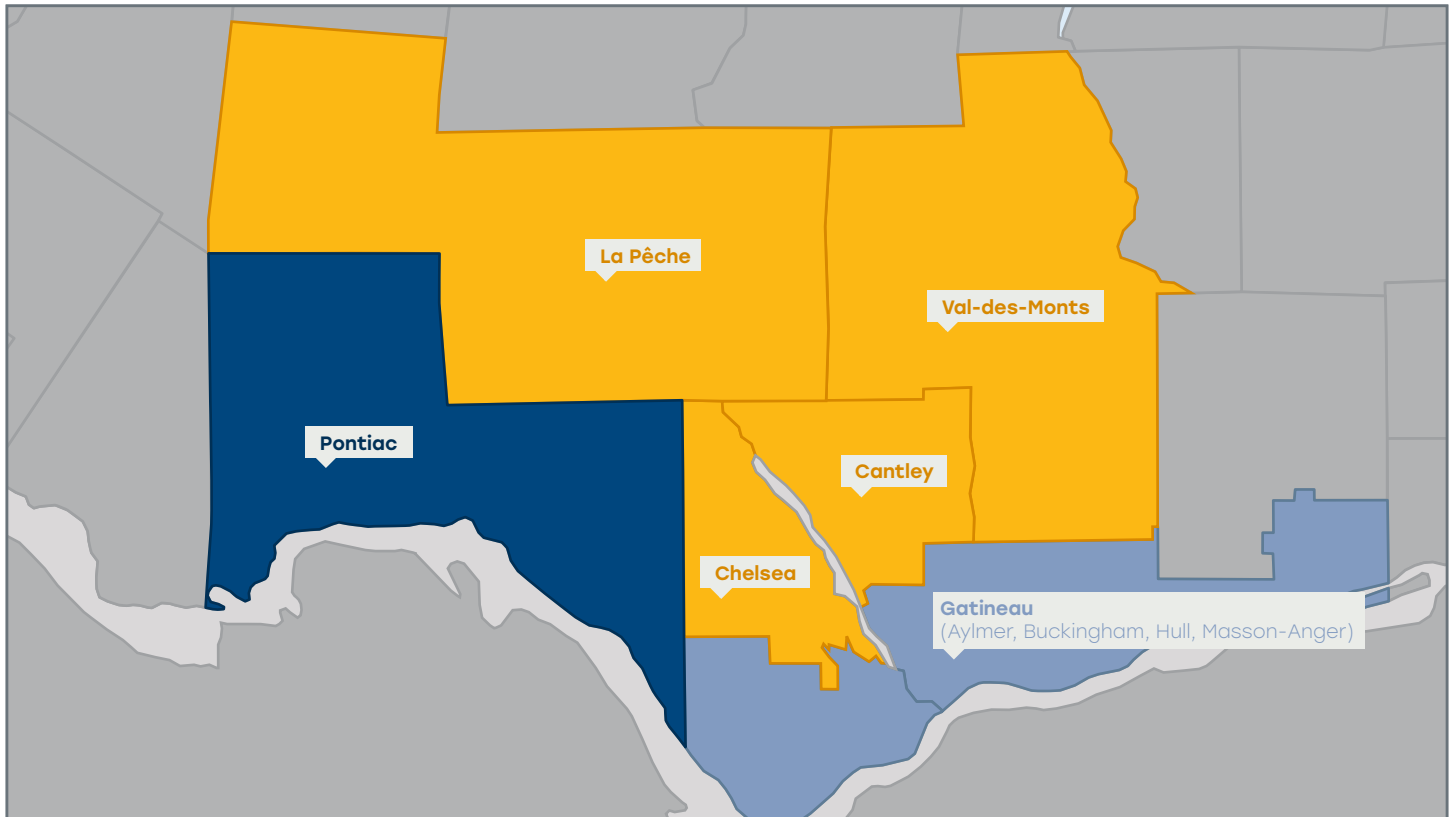 La Pêche
Val-des-Monts
Pontiac
Cantley
Chelsea
Gatineau
(Aylmer, Buckingham, Hull, Masson-Anger)